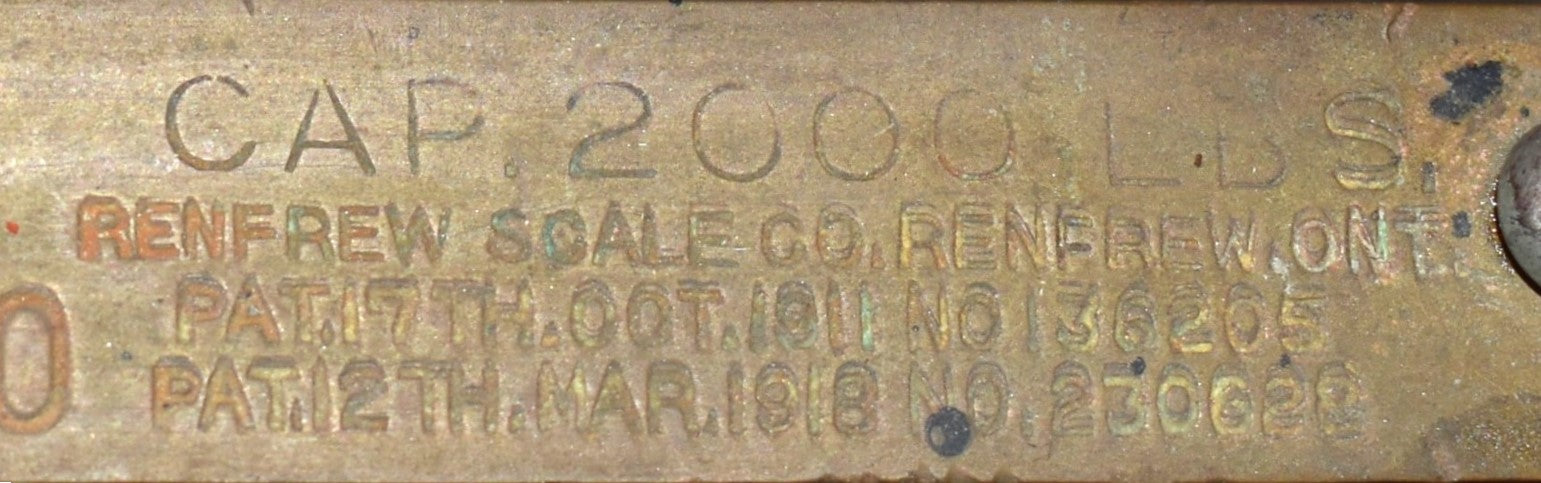 CAP. 2000 LBS.
RENFREW SCALE CO. RENFREW. ONT.
PAT. 17TH. OCT. 1911 NO 136205
PAT. 12TH. MAR. 1918 NO.
0